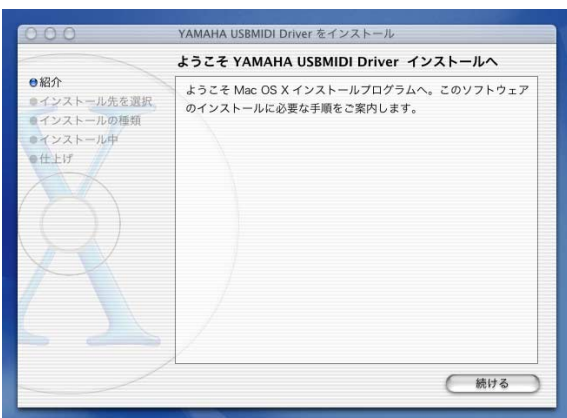 YAMAHA USBMIDI Driver をインストール
ようこそ YAMAHA USBMIDI Driver インストールへ
紹介
インストール先を選択
インストールの種類
インストール中
仕上げ
ようこそ Mac OS X インストールプログラムへ。このソフトウェア
のインストールに必要な手順をご案内します。
続ける